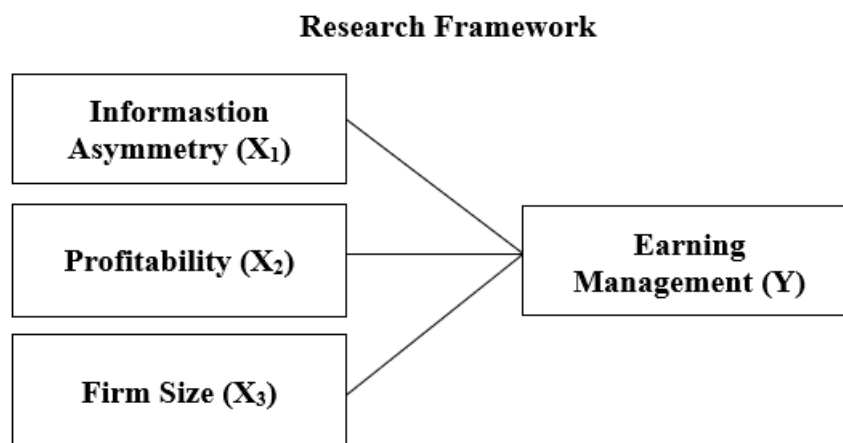 Research Framework
Informastion
Asymmetry (X₁)
Profitability (X₂)
Firm Size (X₃)
Earning
Management (Y)